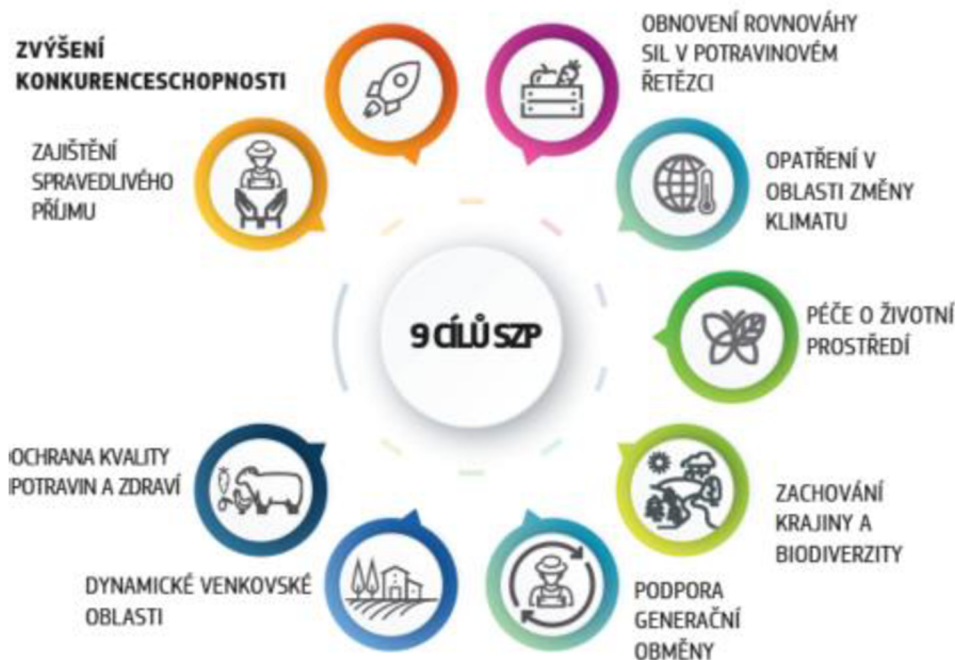 ZVÝŠENÍ
KONKURENCESCHOPNOSTI
OBNOVENÍ ROVNOVÁHY
SIL V POTRAVINOVÉM
ŘETĚZCI
ZAJIŠTĚNÍ
SPRAVEDLIVÉHO
PŘÍJMU
OPATŘENÍ V
OBLASTI ZMĚNY
KLIMATU
9 CÍLŮ SZP
PÉČE O ŽIVOTNÍ
PROSTŘEDÍ
OCHRANA KVALITY
POTRAVIN A ZDRAVÍ
ZACHOVÁNÍ
KRAJINY A
BIODIVERZITY
DYNAMICKÉ VENKOVSKÉ
OBLASTI
PODPORA
GENERAČNÍ
OBMĚNY